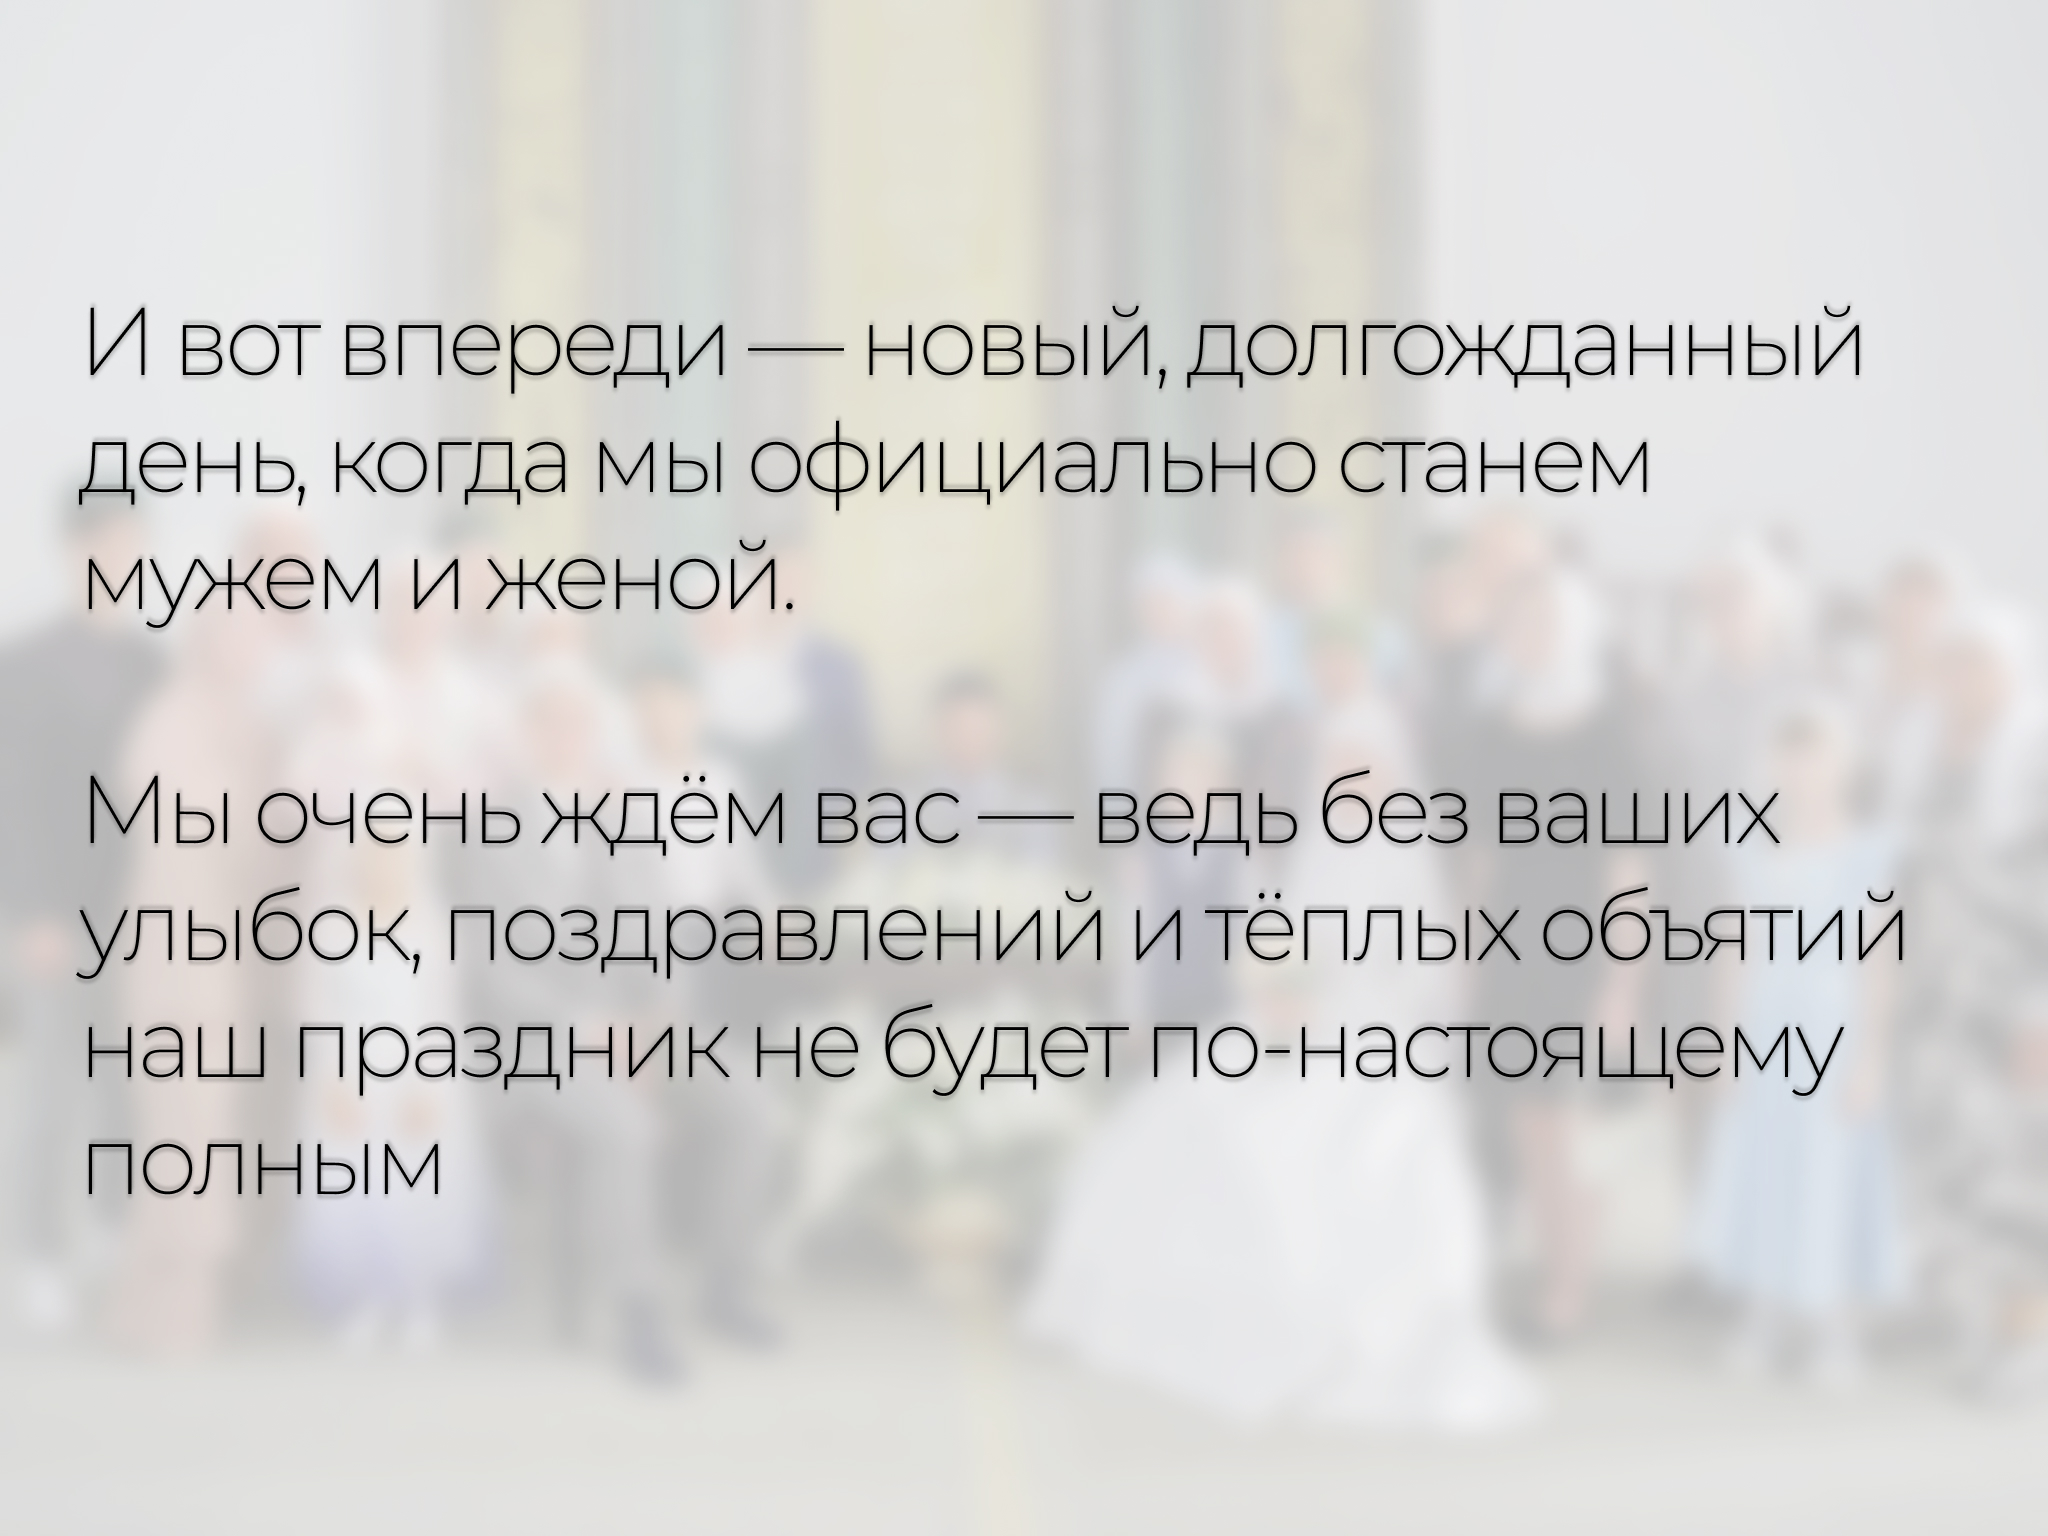 И вот впереди — новый, долгожданный
день, когда мы официально станем
мужем и женой.
Мы очень ждём вас — ведь без ваших
улыбок, поздравлений и тёплых объятий
наш праздник не будет по-настоящему
полным